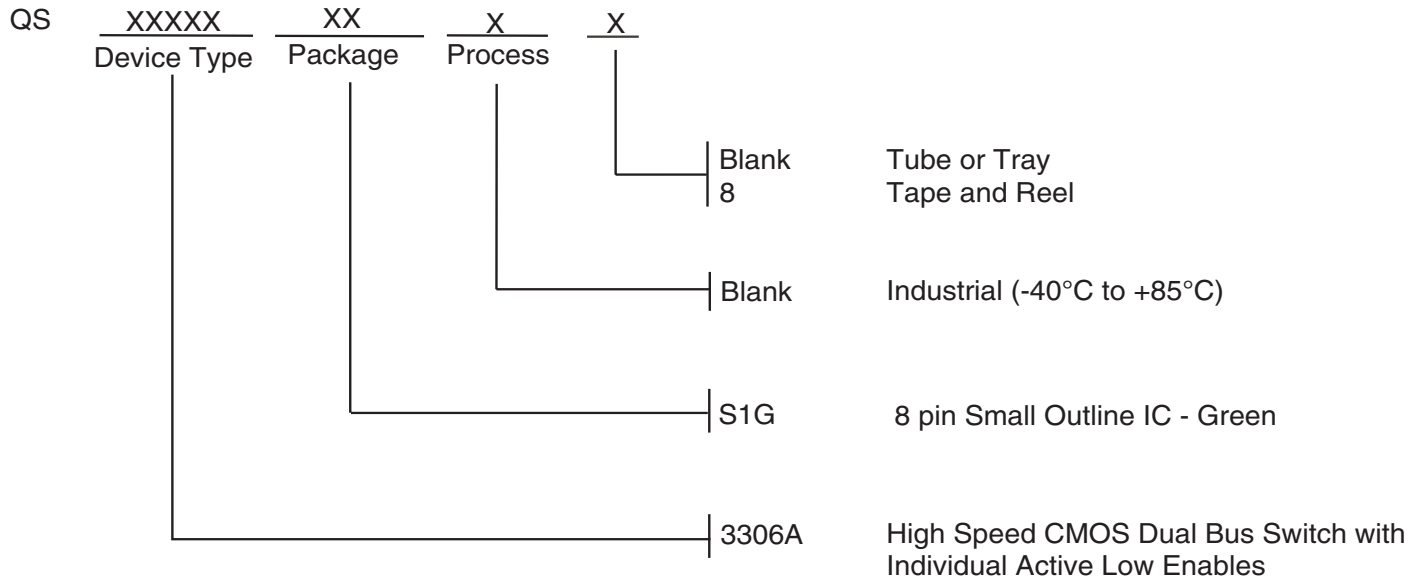 QS XXXXX XX X X
Device Type Package Process
Blank Tube or Tray
8 Tape and Reel
Blank Industrial (-40°C to +85°C)
S1G 8 pin Small Outline IC - Green
3306A High Speed CMOS Dual Bus Switch with
Individual Active Low Enables